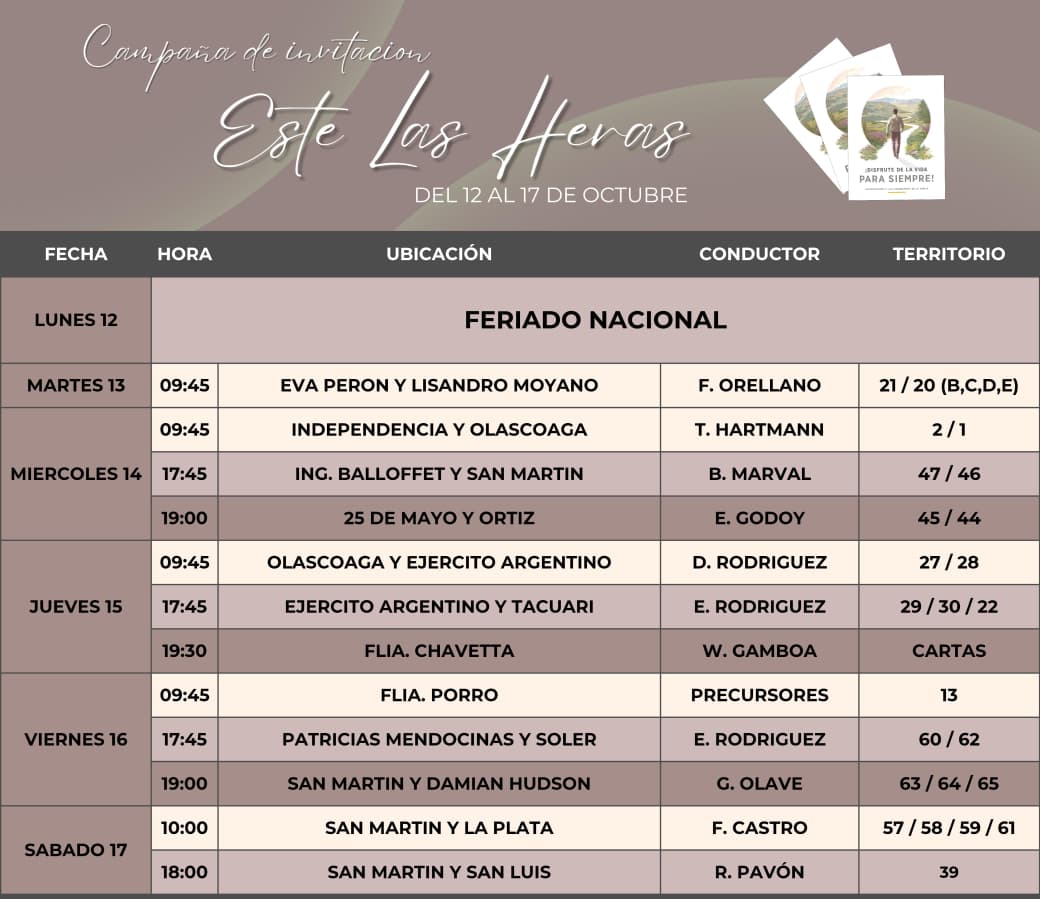 Campaña de invitacion
Este Las Heras
DEL 12 AL 17 DE OCTUBRE
¡DISFRUTE DE LA VIDA
PARA SIEMPRE!
FECHA HORA UBICACIÓN CONDUCTOR TERRITORIO
LUNES 12 FERIADO NACIONAL
MARTES 13 09:45 EVA PERON Y LISANDRO MOYANO F. ORELLANO 21 / 20 (B,C,D,E)
MIERCOLES 14 09:45 INDEPENDENCIA Y OLASCOAGA T. HARTMANN 2 / 1
17:45 ING. BALLOFFET Y SAN MARTIN B. MARVAL 47 / 46
19:00 25 DE MAYO Y ORTIZ E. GODOY 45 / 44
JUEVES 15 09:45 OLASCOAGA Y EJERCITO ARGENTINO D. RODRIGUEZ 27 / 28
17:45 EJERCITO ARGENTINO Y TACUARI E. RODRIGUEZ 29 / 30 / 22
19:30 FLIA. CHAVETTA W. GAMBOA CARTAS
VIERNES 16 09:45 FLIA. PORRO PRECURSORES 13
17:45 PATRICIAS MENDOCINAS Y SOLER E. RODRIGUEZ 60 / 62
19:00 SAN MARTIN Y DAMIAN HUDSON G. OLAVE 63 / 64 / 65
SABADO 17 10:00 SAN MARTIN Y LA PLATA F. CASTRO 57 / 58 / 59 / 61
18:00 SAN MARTIN Y SAN LUIS R. PAVÓN 39